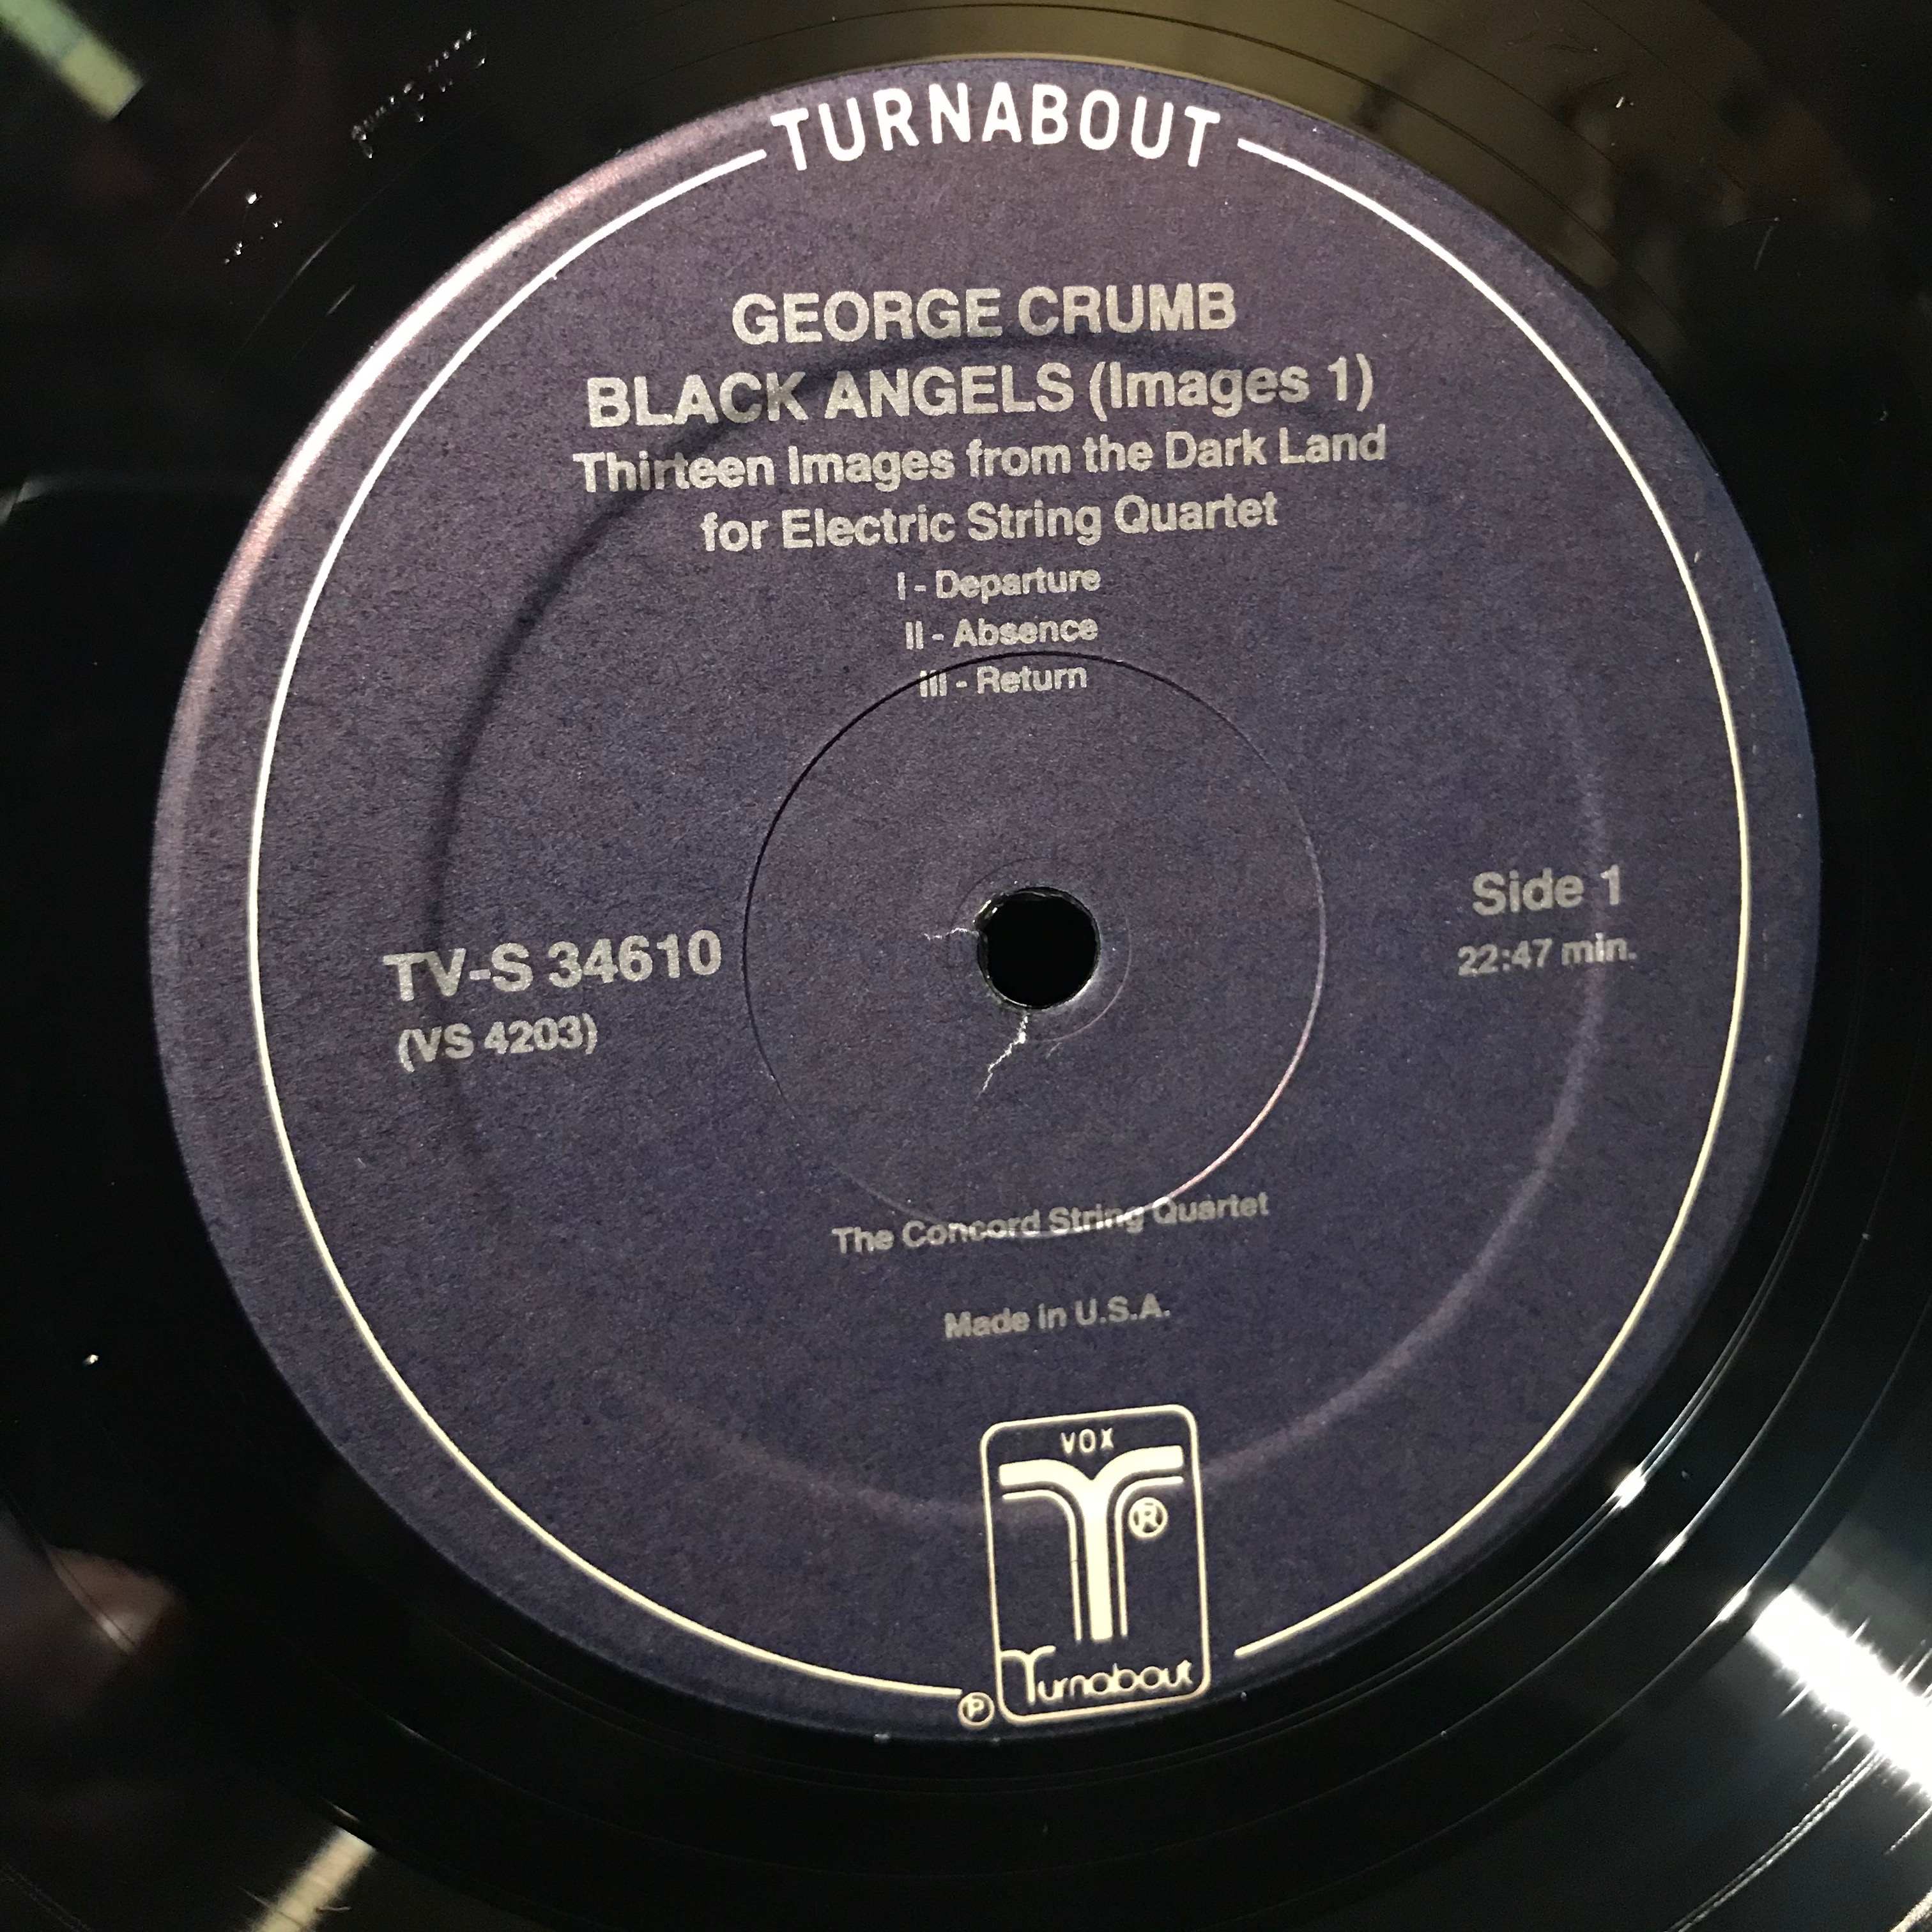 TURNABOUT
GEORGE CRUMB
BLACK ANGELS (Images 1)
Thirteen Images from the Dark Land
for Electric String Quartet
I - Departure
II - Absence
III - Return
Side 1
22:47 min.
TV-S 34610
(VS 4203)
The Concord String Quartet
Made in U.S.A.
VOX
®
Turnabout
℗